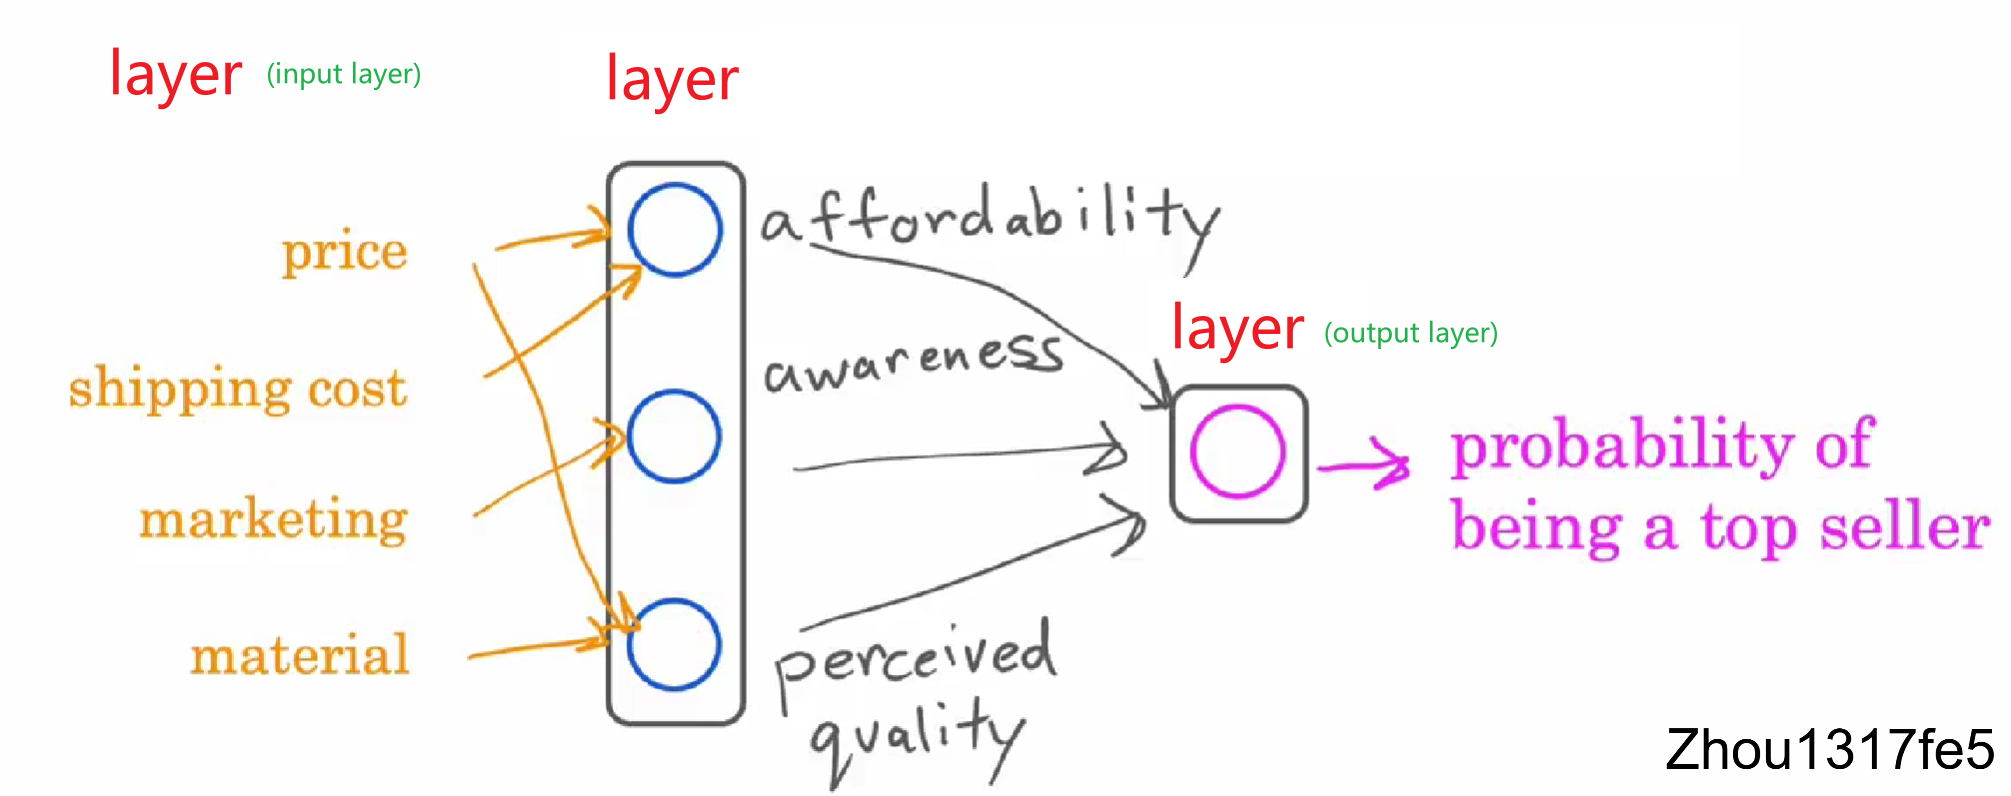 layer (input layer)
layer
price
shipping cost
marketing
material
affordability
awareness
perceived
quality
layer (output layer)
probability of
being a top seller
Zhou1317fe5